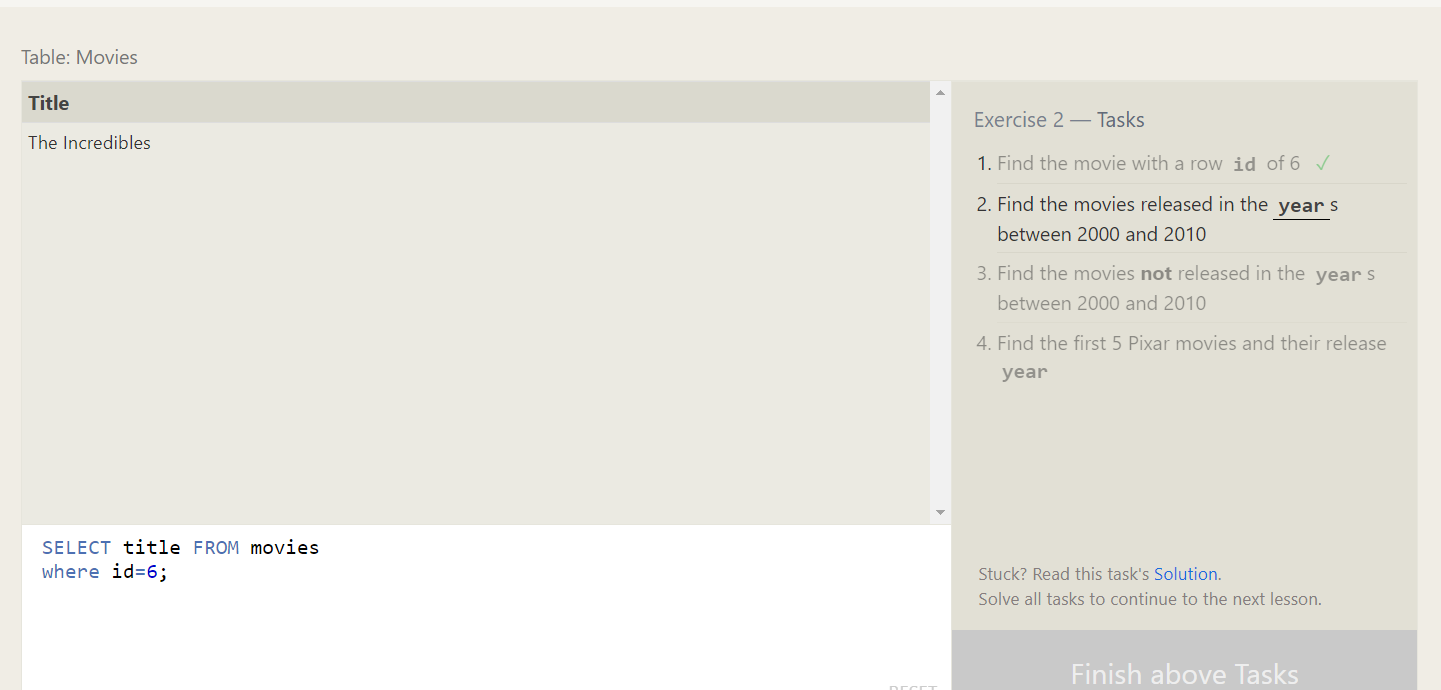 Table: Movies
Title
The Incredibles
Exercise 2 — Tasks
1. Find the movie with a row id of 6 ✓
2. Find the movies released in the year s
between 2000 and 2010
3. Find the movies not released in the year s
between 2000 and 2010
4. Find the first 5 Pixar movies and their release
year
SELECT title FROM movies
where id=6;
RESET
Stuck? Read this task's Solution.
Solve all tasks to continue to the next lesson.
Finish above Tasks